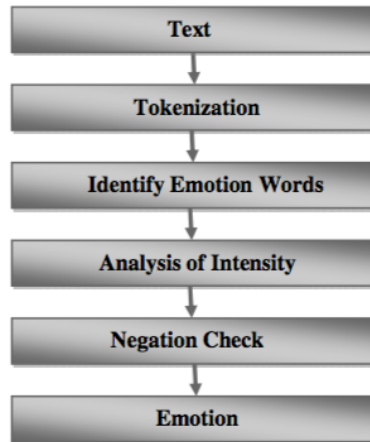 Text
Tokenization
Identify Emotion Words
Analysis of Intensity
Negation Check
Emotion